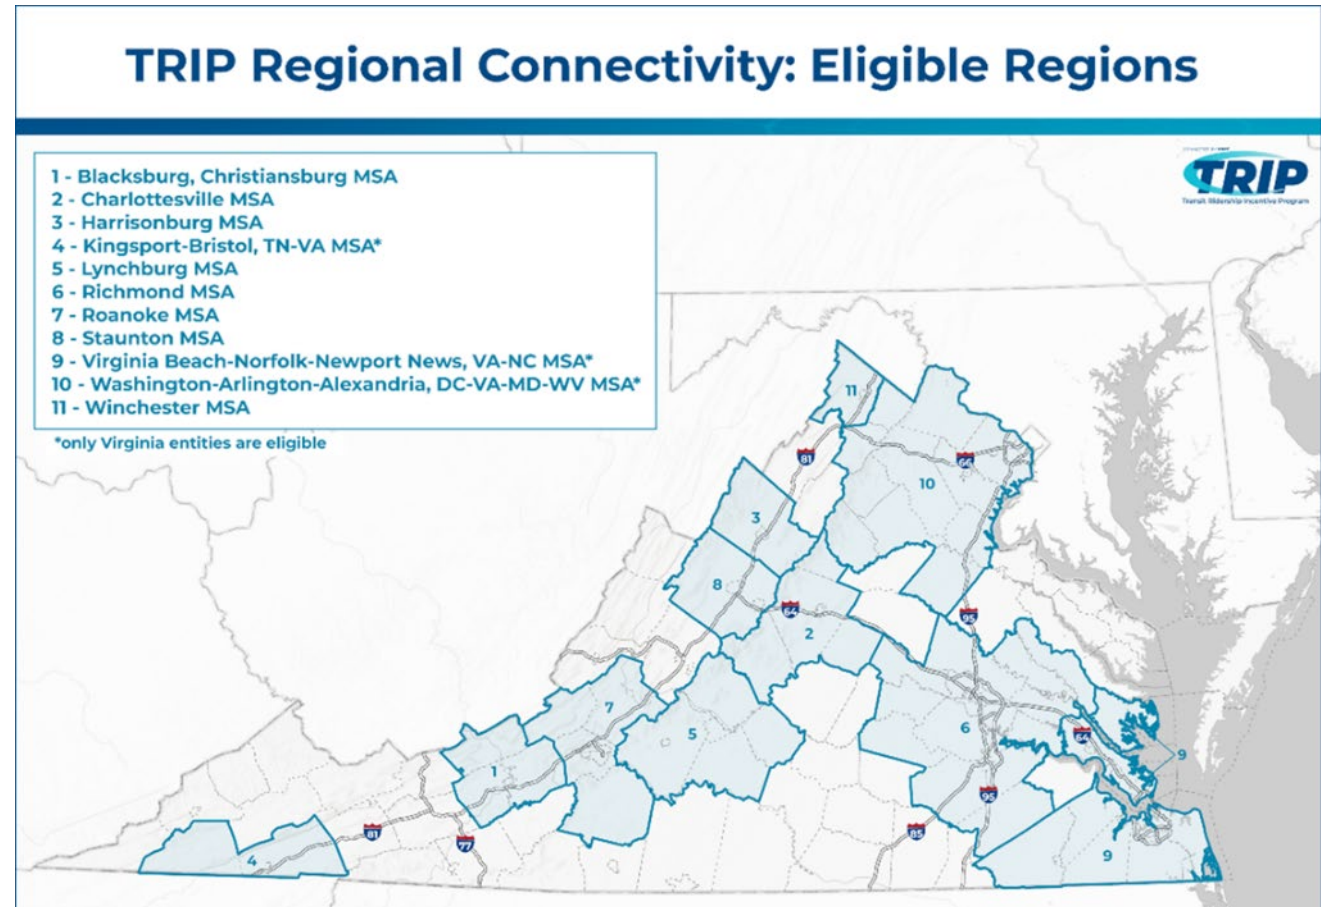 TRIP Regional Connectivity: Eligible Regions
1 - Blacksburg, Christiansburg MSA
2 - Charlottesville MSA
3 - Harrisonburg MSA
4 - Kingsport-Bristol, TN-VA MSA*
5 - Lynchburg MSA
6 - Richmond MSA
7 - Roanoke MSA
8 - Staunton MSA
9 - Virginia Beach-Norfolk-Newport News, VA-NC MSA*
10 - Washington-Arlington-Alexandria, DC-VA-MD-WV MSA*
11 - Winchester MSA
*only Virginia entities are eligible
TRIP
Transit Ridership Incentive Program
11
81
66
10
3
8
64
2
95
7
5
6
64
9
1
95
81
77
85
4
9